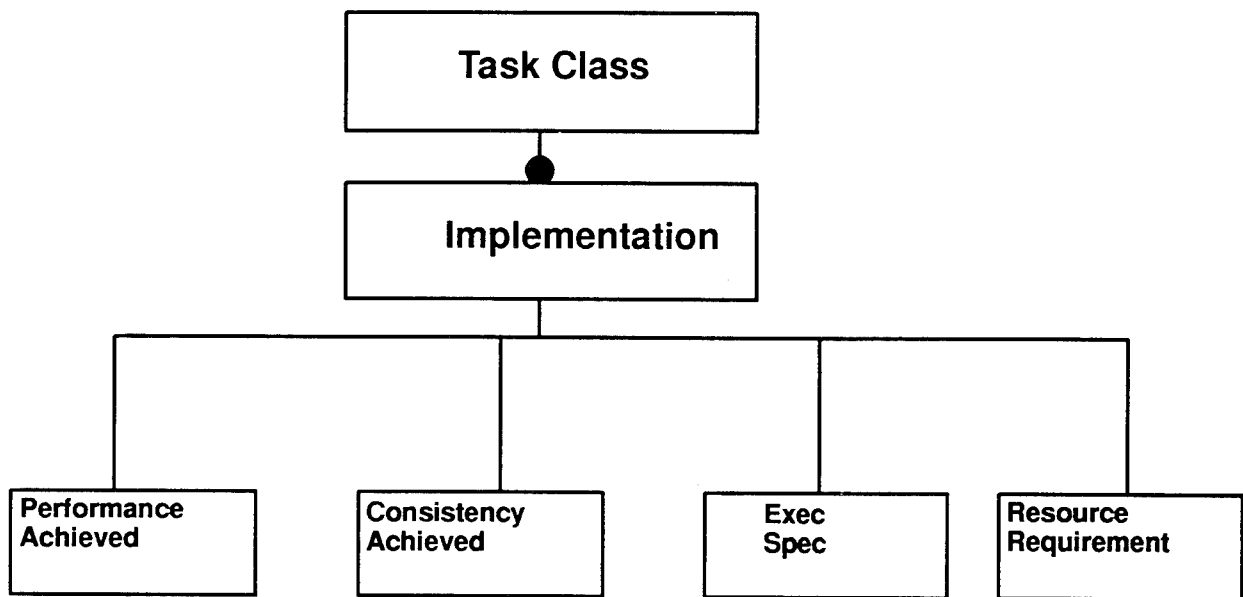 Task Class
Implementation
Performance
Achieved
Consistency
Achieved
Exec
Spec
Resource
Requirement